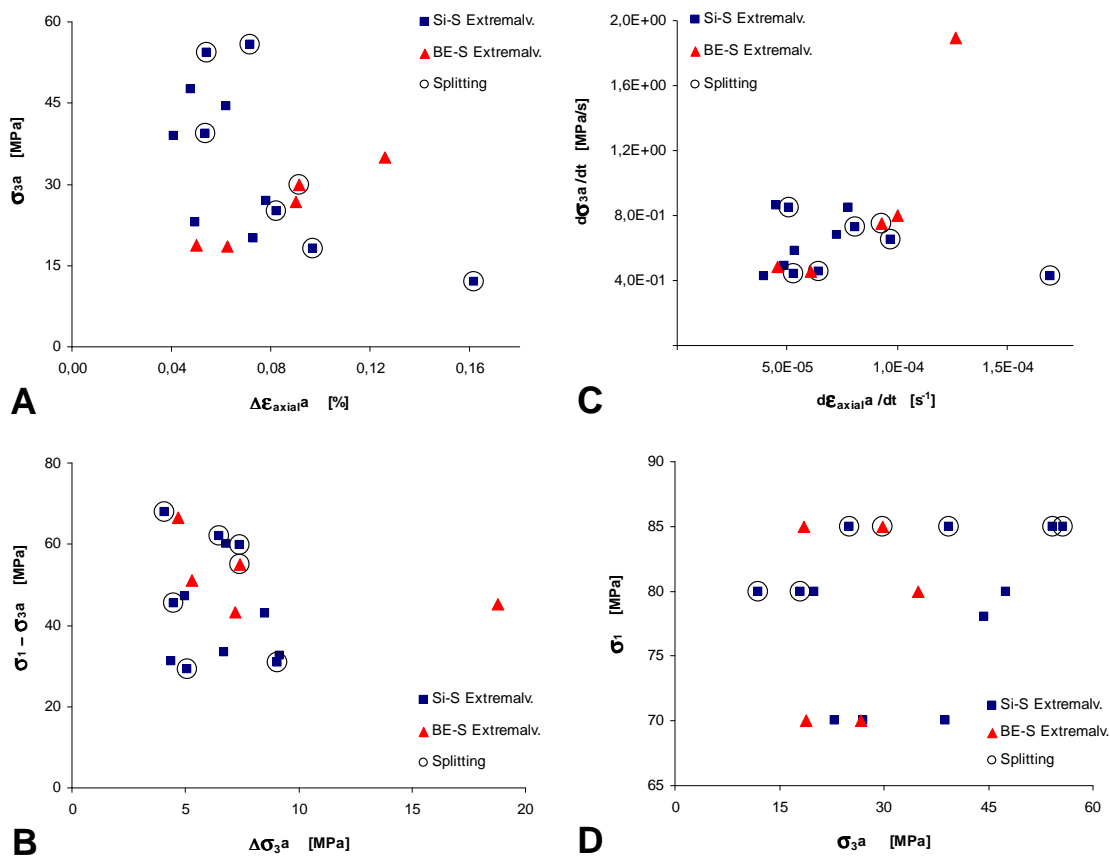 60
45
30
15
0
σ3a [MPa]
0,00 0,04 0,08 0,12 0,16
Δεaxiala [%]
Si-S Extremalv.
BE-S Extremalv.
Splitting
A
2,0E+00
1,6E+00
1,2E+00
8,0E-01
4,0E-01
dσ3a/dt [MPa/s]
5,0E-05 1,0E-04 1,5E-04
dεaxiala/dt [s-1]
Si-S Extremalv.
BE-S Extremalv.
Splitting
C
80
60
40
20
0
σ1 – σ3a [MPa]
0 5 10 15 20
Δσ3a [MPa]
Si-S Extremalv.
BE-S Extremalv.
Splitting
B
90
85
80
75
70
65
σ1 [MPa]
0 15 30 45 60
σ3a [MPa]
Si-S Extremalv.
BE-S Extremalv.
Splitting
D